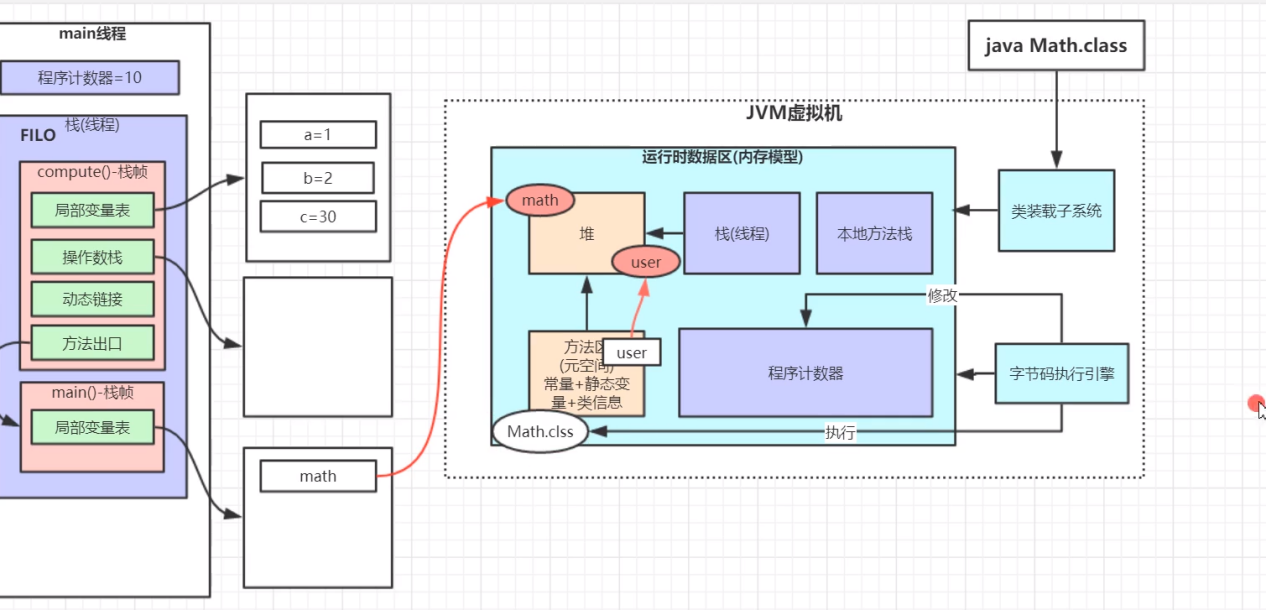 main线程
程序计数器=10
栈(线程)
FILO
compute()-栈帧
局部变量表
操作数栈
动态链接
方法出口
main()-栈帧
局部变量表
a=1
b=2
c=30
math
java Math.class
JVM虚拟机
运行时数据区(内存模型)
math
堆
user
栈(线程)
本地方法栈
类装载子系统
修改
方法区
(元空间)
常量+静态变
量+类信息
user
程序计数器
字节码执行引擎
Math.clss
执行